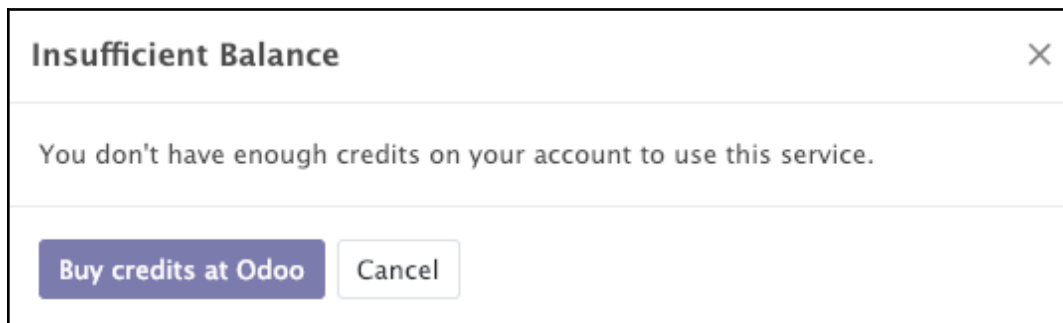 Insufficient Balance
You don't have enough credits on your account to use this service.
Buy credits at Odoo
Cancel